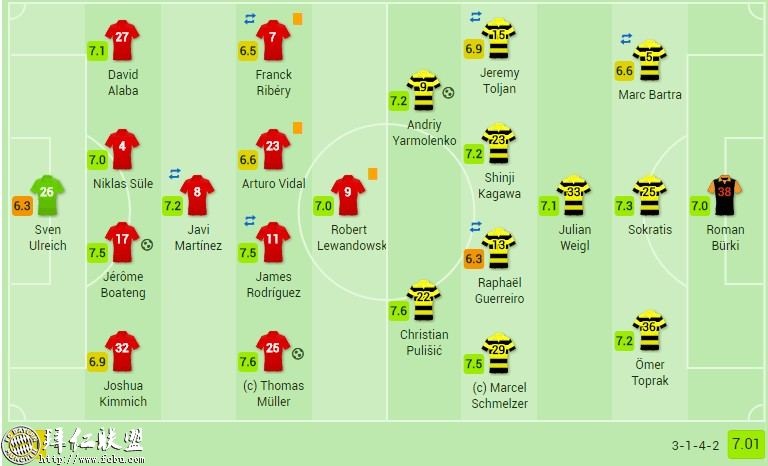 27
7.1
David
Alaba
7
6.5
Franck
Ribéry
9
7.2
Andriy
Yarmolenko
15
6.9
Jeremy
Toljan
5
6.6
Marc Bartra
4
7.0
Niklas Süle
23
6.6
Arturo Vidal
23
7.2
Shinji
Kagawa
26
6.3
Sven
Ulreich
8
7.2
Javi
Martínez
9
7.0
Robert
Lewandowsk
33
7.1
Julian
Weigl
25
7.3
Sokratis
38
7.0
Roman
Bürki
17
7.5
Jérôme
Boateng
11
7.5
James
Rodríguez
13
6.3
Raphaël
Guerreiro
22
7.6
Christian
Pulišić
36
7.2
Ömer
Toprak
32
6.9
Joshua
Kimmich
25
7.6
(c) Thomas
Müller
29
7.5
(c) Marcel
Schmelzer
拜仁联盟
http://www.fcbu.com
3-1-4-2 7.01